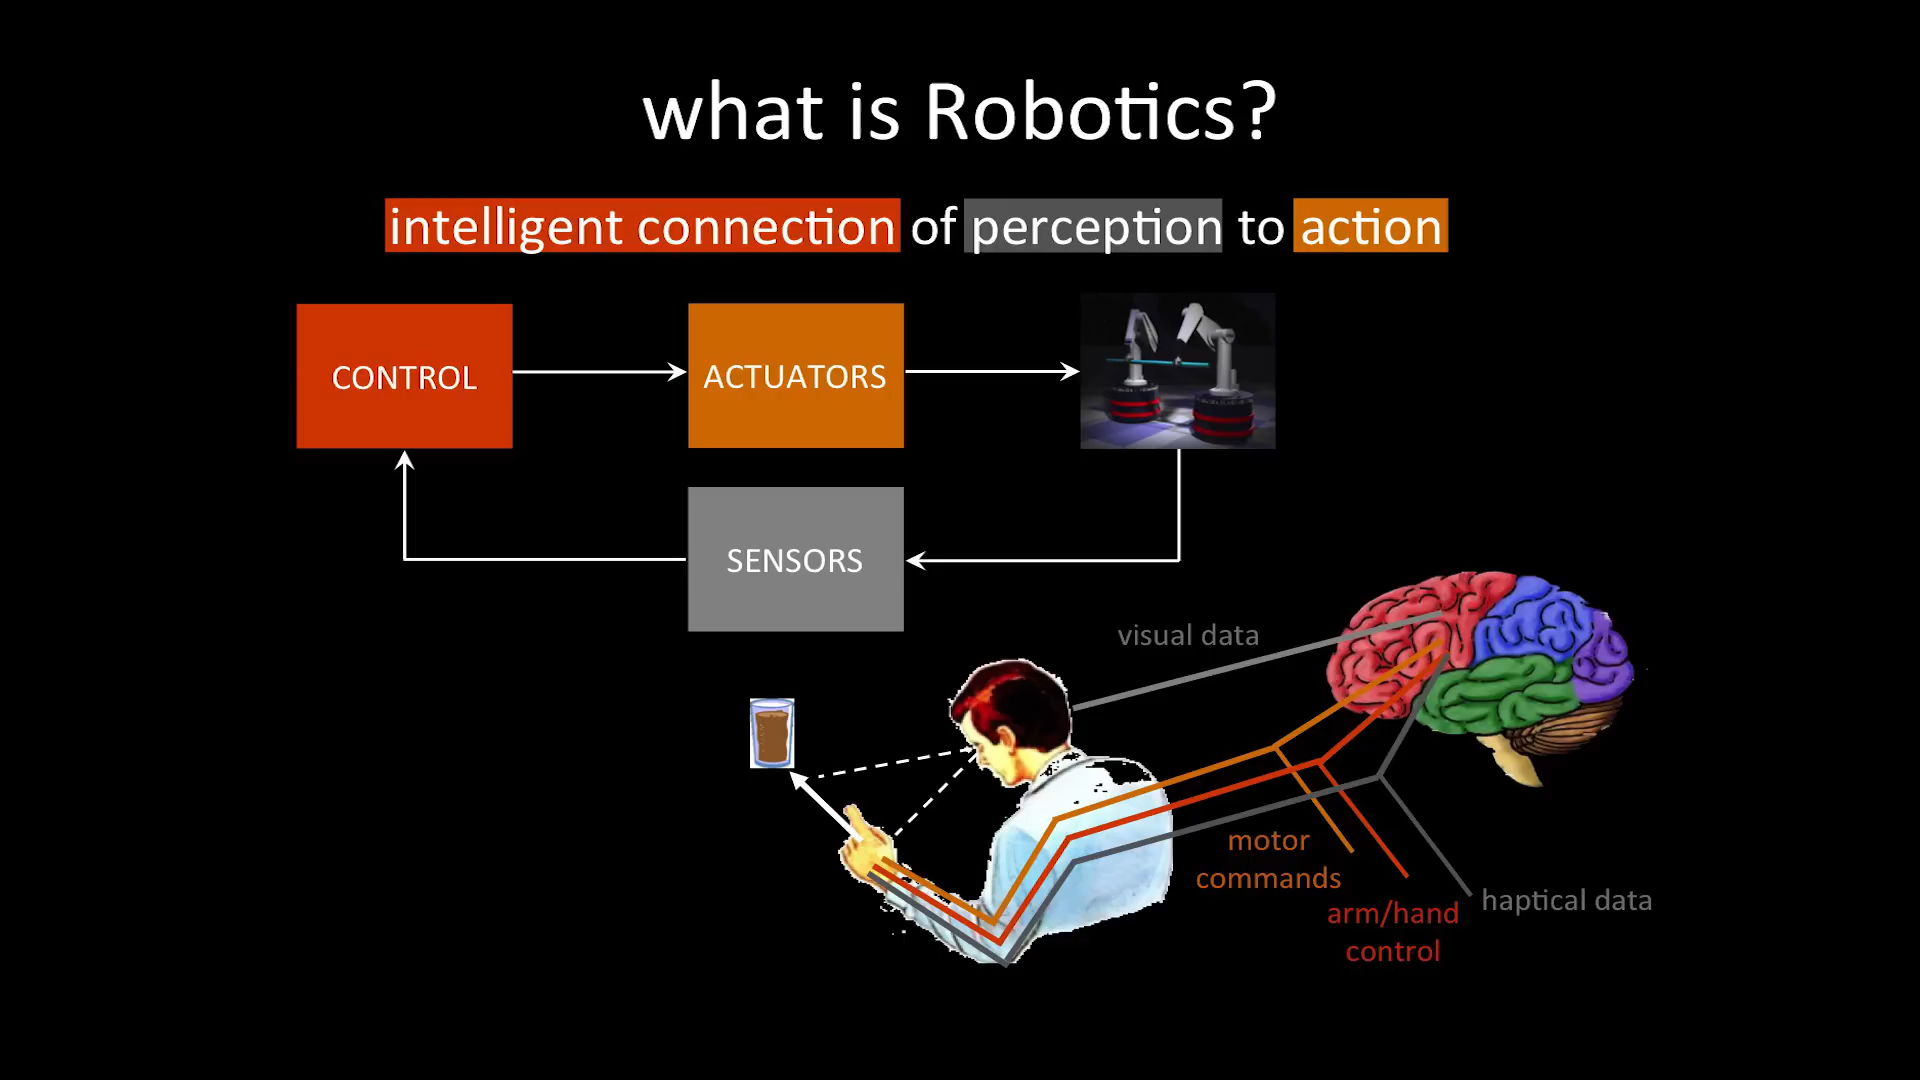 what is Robotics?
intelligent connection of perception to action
CONTROL
ACTUATORS
SENSORS
visual data
motor
commands
arm/hand
control
haptical data